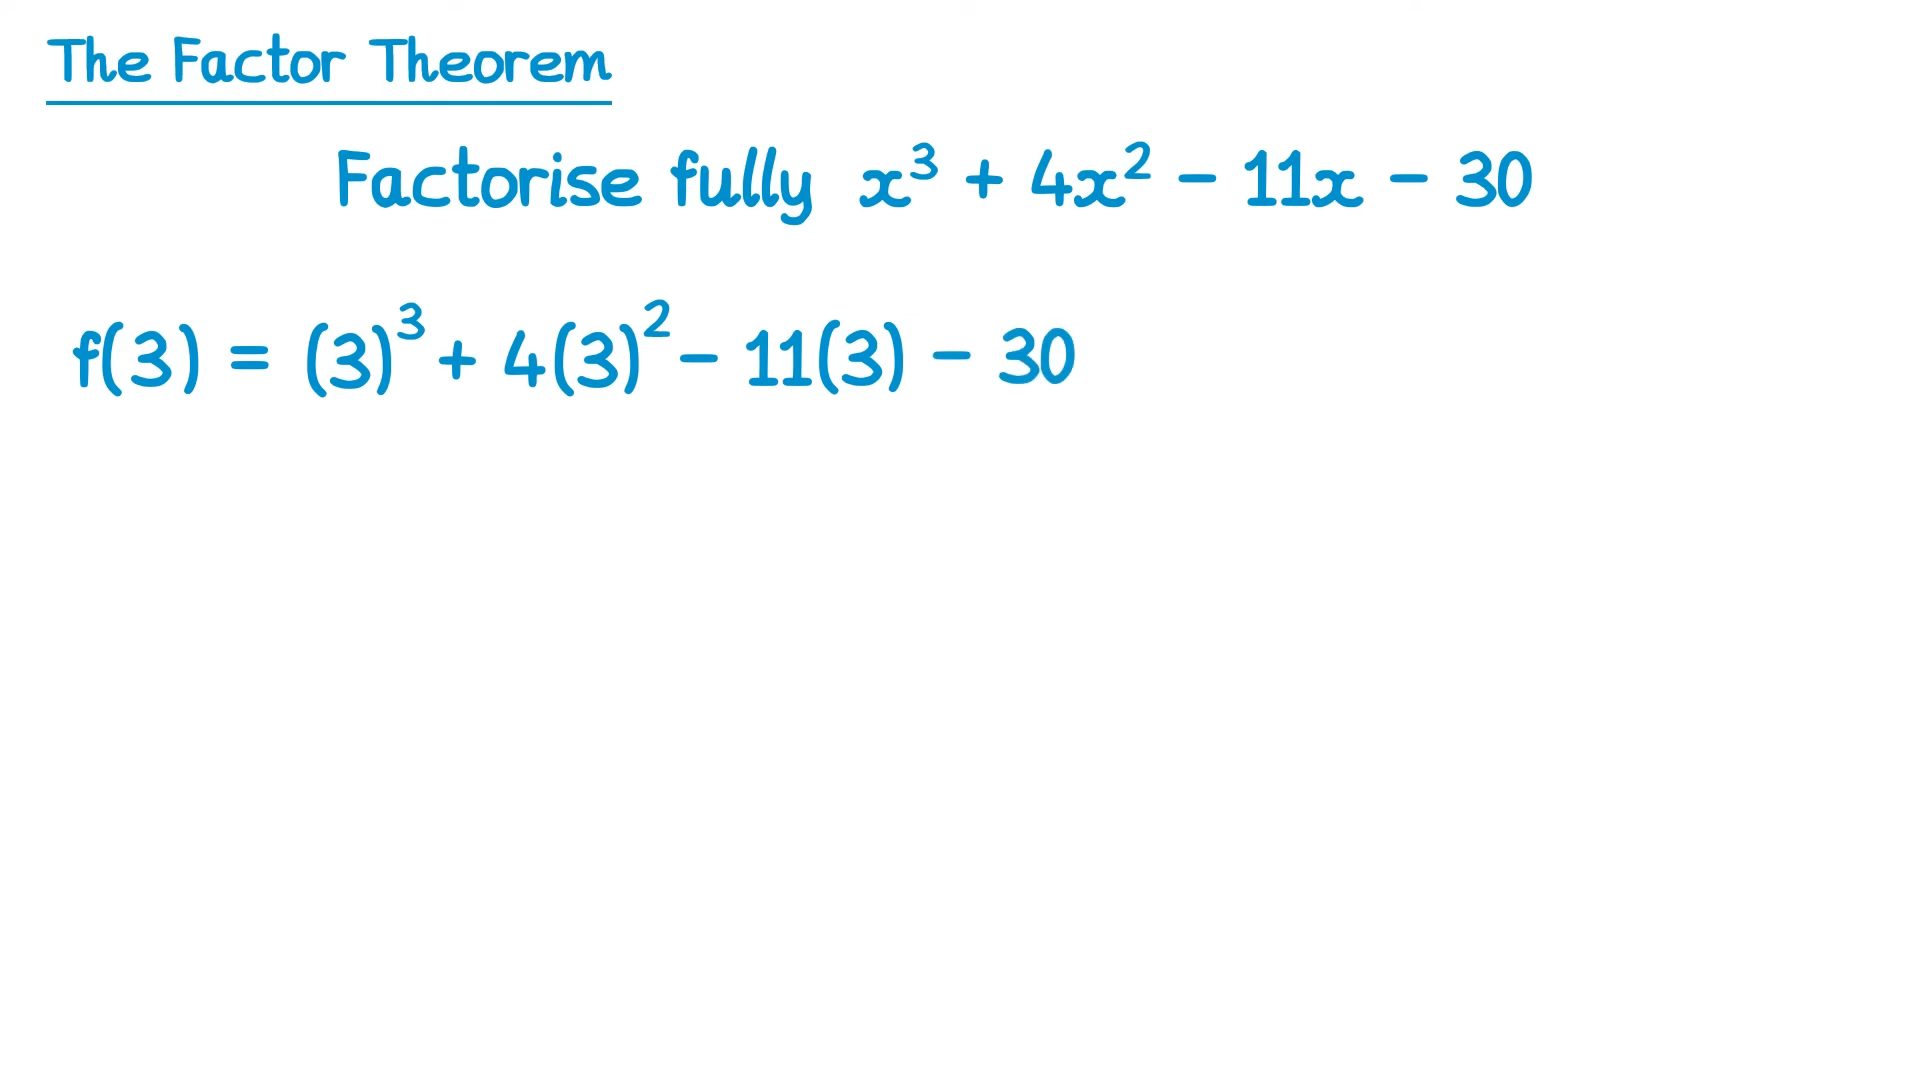 The Factor Theorem
Factorise fully x³ + 4x² − 11x − 30
f(3) = (3)³ + 4(3)² − 11(3) − 30